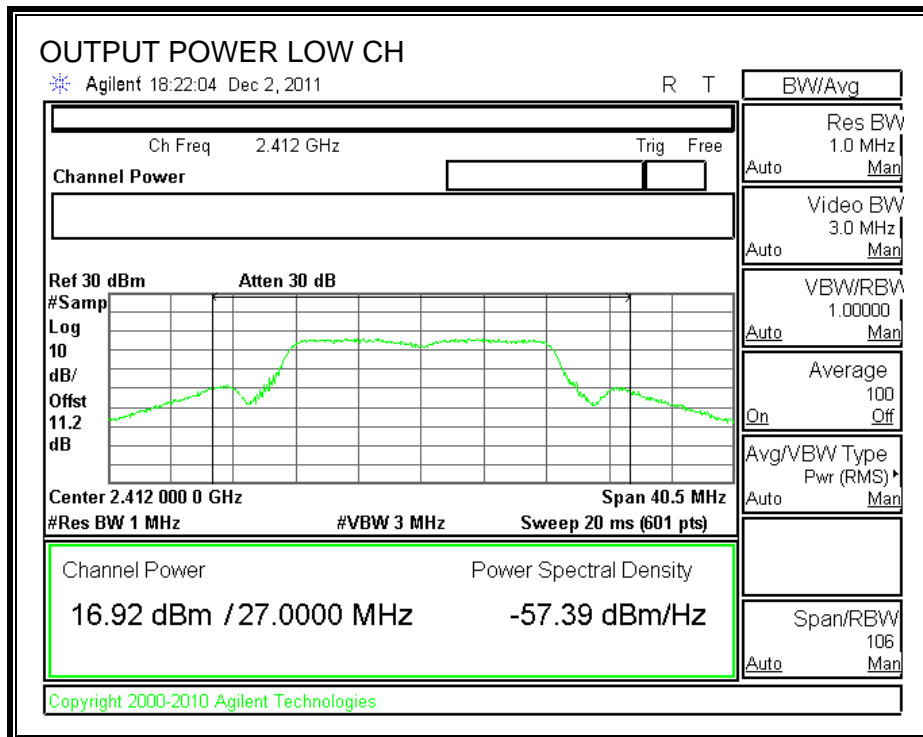 OUTPUT POWER LOW CH
Agilent 18:22:04 Dec 2, 2011 R T
Ch Freq 2.412 GHz Trig Free
Channel Power
Ref 30 dBm Atten 30 dB
#Samp
Log
10
dB/
Offst
11.2
dB
Center 2.412 000 0 GHz Span 40.5 MHz
#Res BW 1 MHz #VBW 3 MHz Sweep 20 ms (601 pts)
Channel Power Power Spectral Density
16.92 dBm / 27.0000 MHz -57.39 dBm/Hz
Copyright 2000-2010 Agilent Technologies
BW/Avg
Res BW
1.0 MHz
Auto Man
Video BW
3.0 MHz
Auto Man
VBW/RBW
1.00000
Auto Man
Average
100
On Off
Avg/VBW Type
Pwr (RMS)
Auto Man
Span/RBW
106
Auto Man